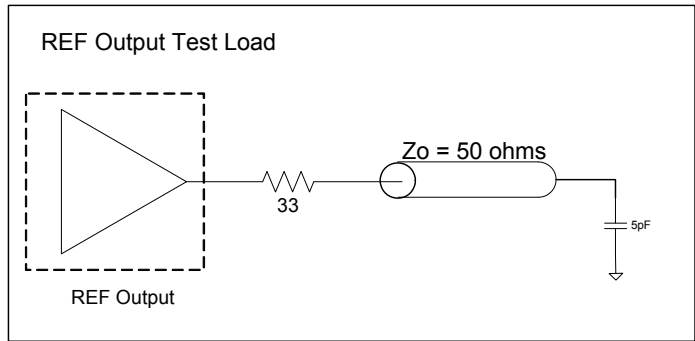 REF Output Test Load
Zo = 50 ohms
33
5pF
REF Output